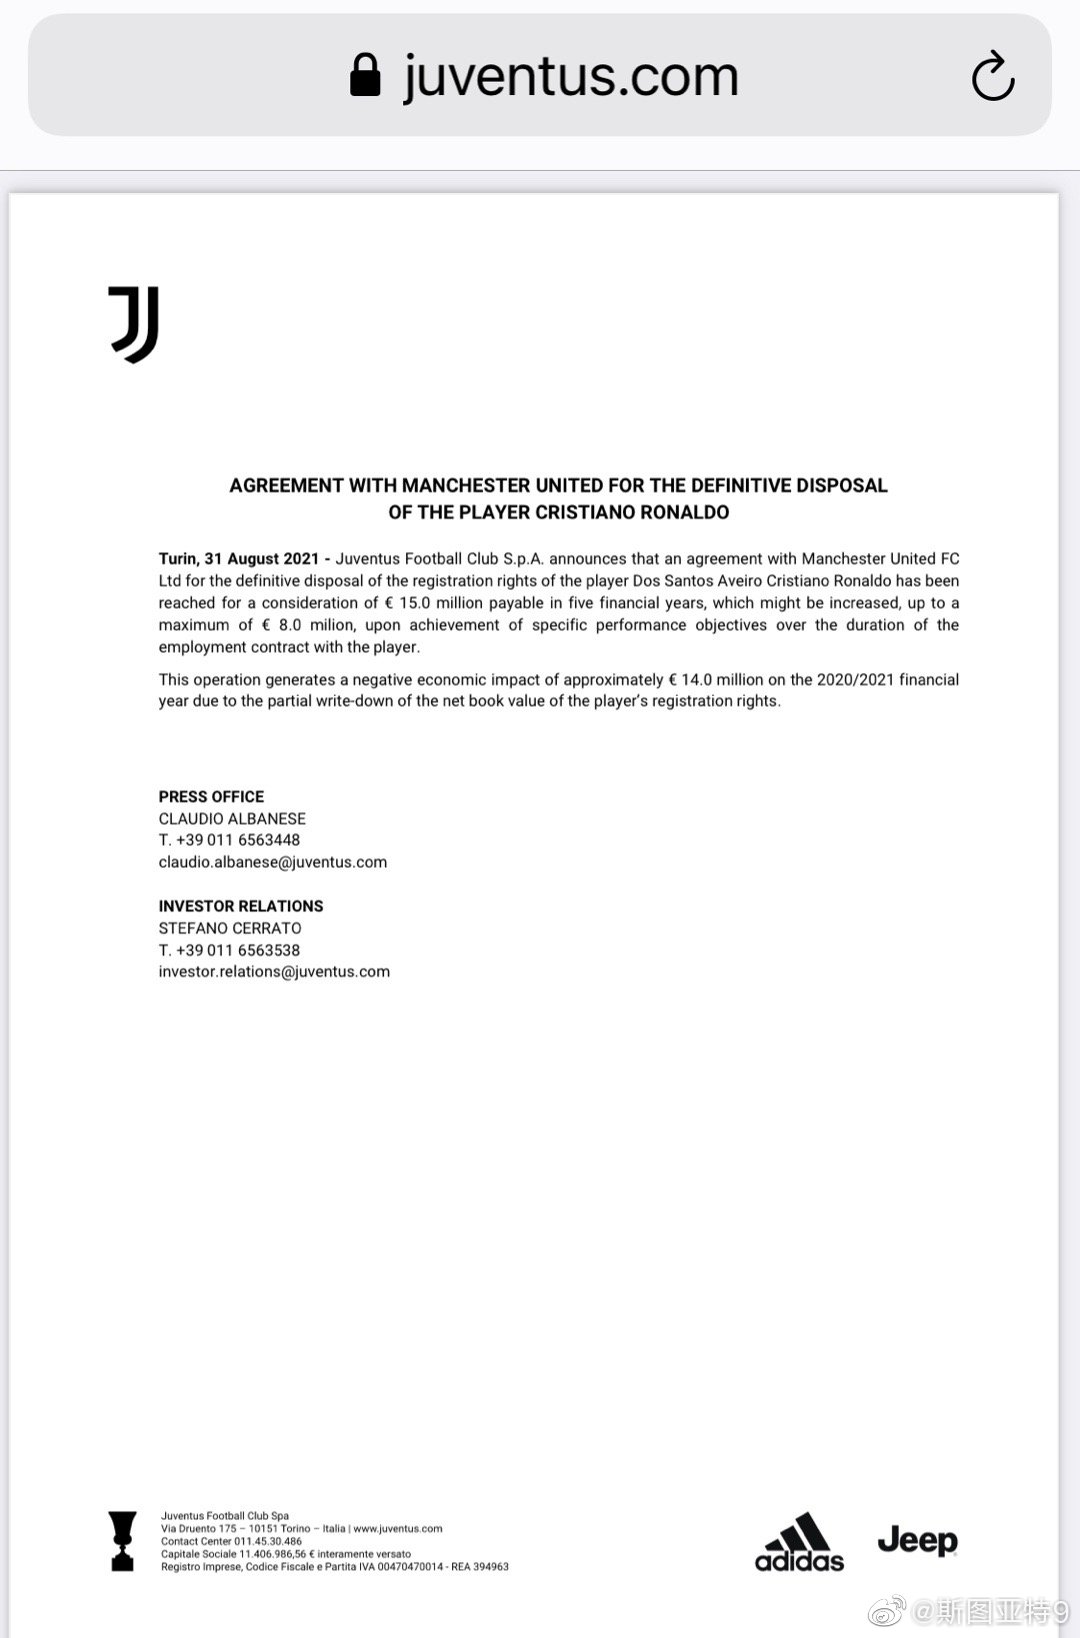 juventus.com
AGREEMENT WITH MANCHESTER UNITED FOR THE DEFINITIVE DISPOSAL
OF THE PLAYER CRISTIANO RONALDO
Turin, 31 August 2021 - Juventus Football Club S.p.A. announces that an agreement with Manchester United FC
Ltd for the definitive disposal of the registration rights of the player Dos Santos Aveiro Cristiano Ronaldo has been
reached for a consideration of € 15.0 million payable in five financial years, which might be increased, up to a
maximum of € 8.0 milion, upon achievement of specific performance objectives over the duration of the
employment contract with the player.
This operation generates a negative economic impact of approximately € 14.0 million on the 2020/2021 financial
year due to the partial write-down of the net book value of the player's registration rights.
PRESS OFFICE
CLAUDIO ALBANESE
T. +39 011 6563448
claudio.albanese@juventus.com
INVESTOR RELATIONS
STEFANO CERRATO
T. +39 011 6563538
investor.relations@juventus.com
Juventus Football Club Spa
Via Druento 175 – 10151 Torino – Italia | www.juventus.com
Contact Center 011.45.30.486
Capitale Sociale 11.406.986,56 € interamente versato
Registro Imprese, Codice Fiscale e Partita IVA 00470470014 - REA 394963
adidas
Jeep
@斯图亚特9